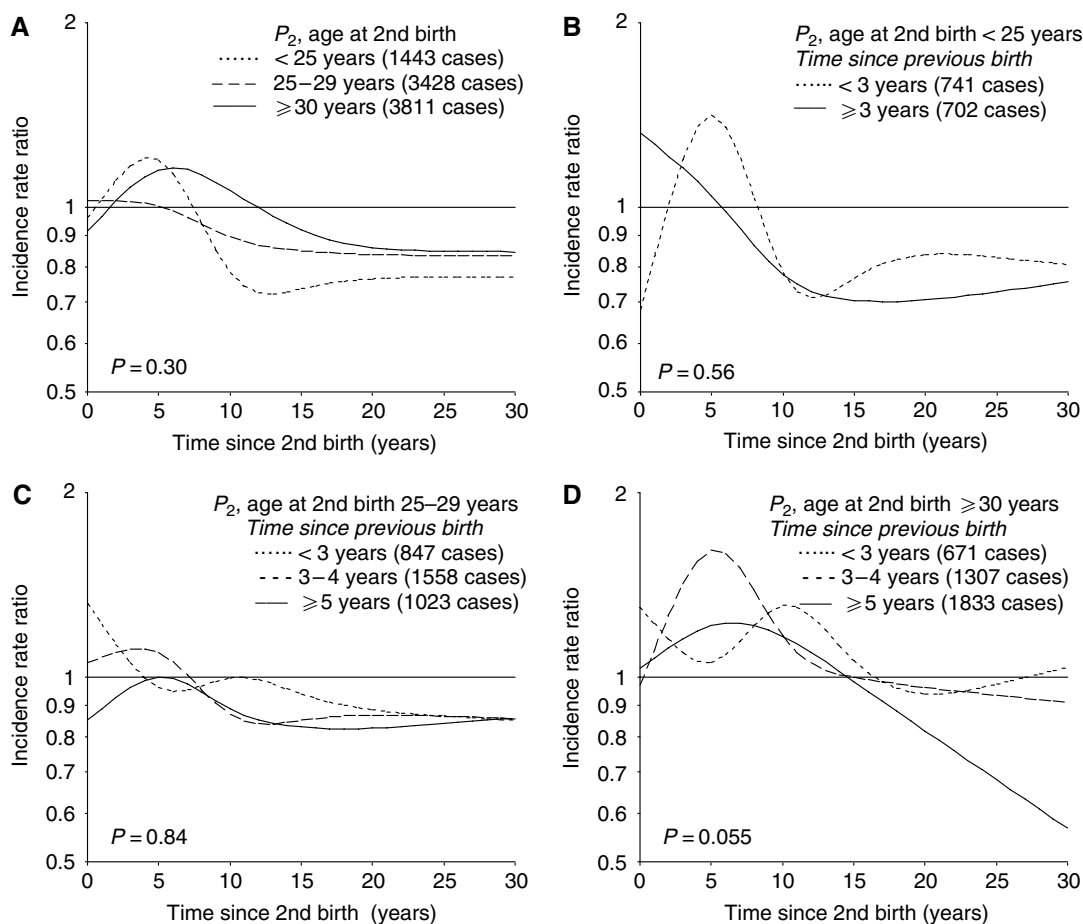 A
P2, age at 2nd birth
< 25 years (1443 cases)
25–29 years (3428 cases)
⩾30 years (3811 cases)
2
1
0.9
0.8
0.7
0.6
0.5
Incidence rate ratio
P = 0.30
0 5 10 15 20 25 30
Time since 2nd birth (years)
B
P2, age at 2nd birth < 25 years
Time since previous birth
< 3 years (741 cases)
⩾3 years (702 cases)
2
1
0.9
0.8
0.7
0.6
0.5
Incidence rate ratio
P = 0.56
0 5 10 15 20 25 30
Time since 2nd birth (years)
C
P2, age at 2nd birth 25–29 years
Time since previous birth
< 3 years (847 cases)
3–4 years (1558 cases)
⩾5 years (1023 cases)
2
1
0.9
0.8
0.7
0.6
0.5
Incidence rate ratio
P = 0.84
0 5 10 15 20 25 30
Time since 2nd birth (years)
D
P2, age at 2nd birth ⩾30 years
Time since previous birth
< 3 years (671 cases)
3–4 years (1307 cases)
⩾5 years (1833 cases)
2
1
0.9
0.8
0.7
0.6
0.5
Incidence rate ratio
P = 0.055
0 5 10 15 20 25 30
Time since 2nd birth (years)